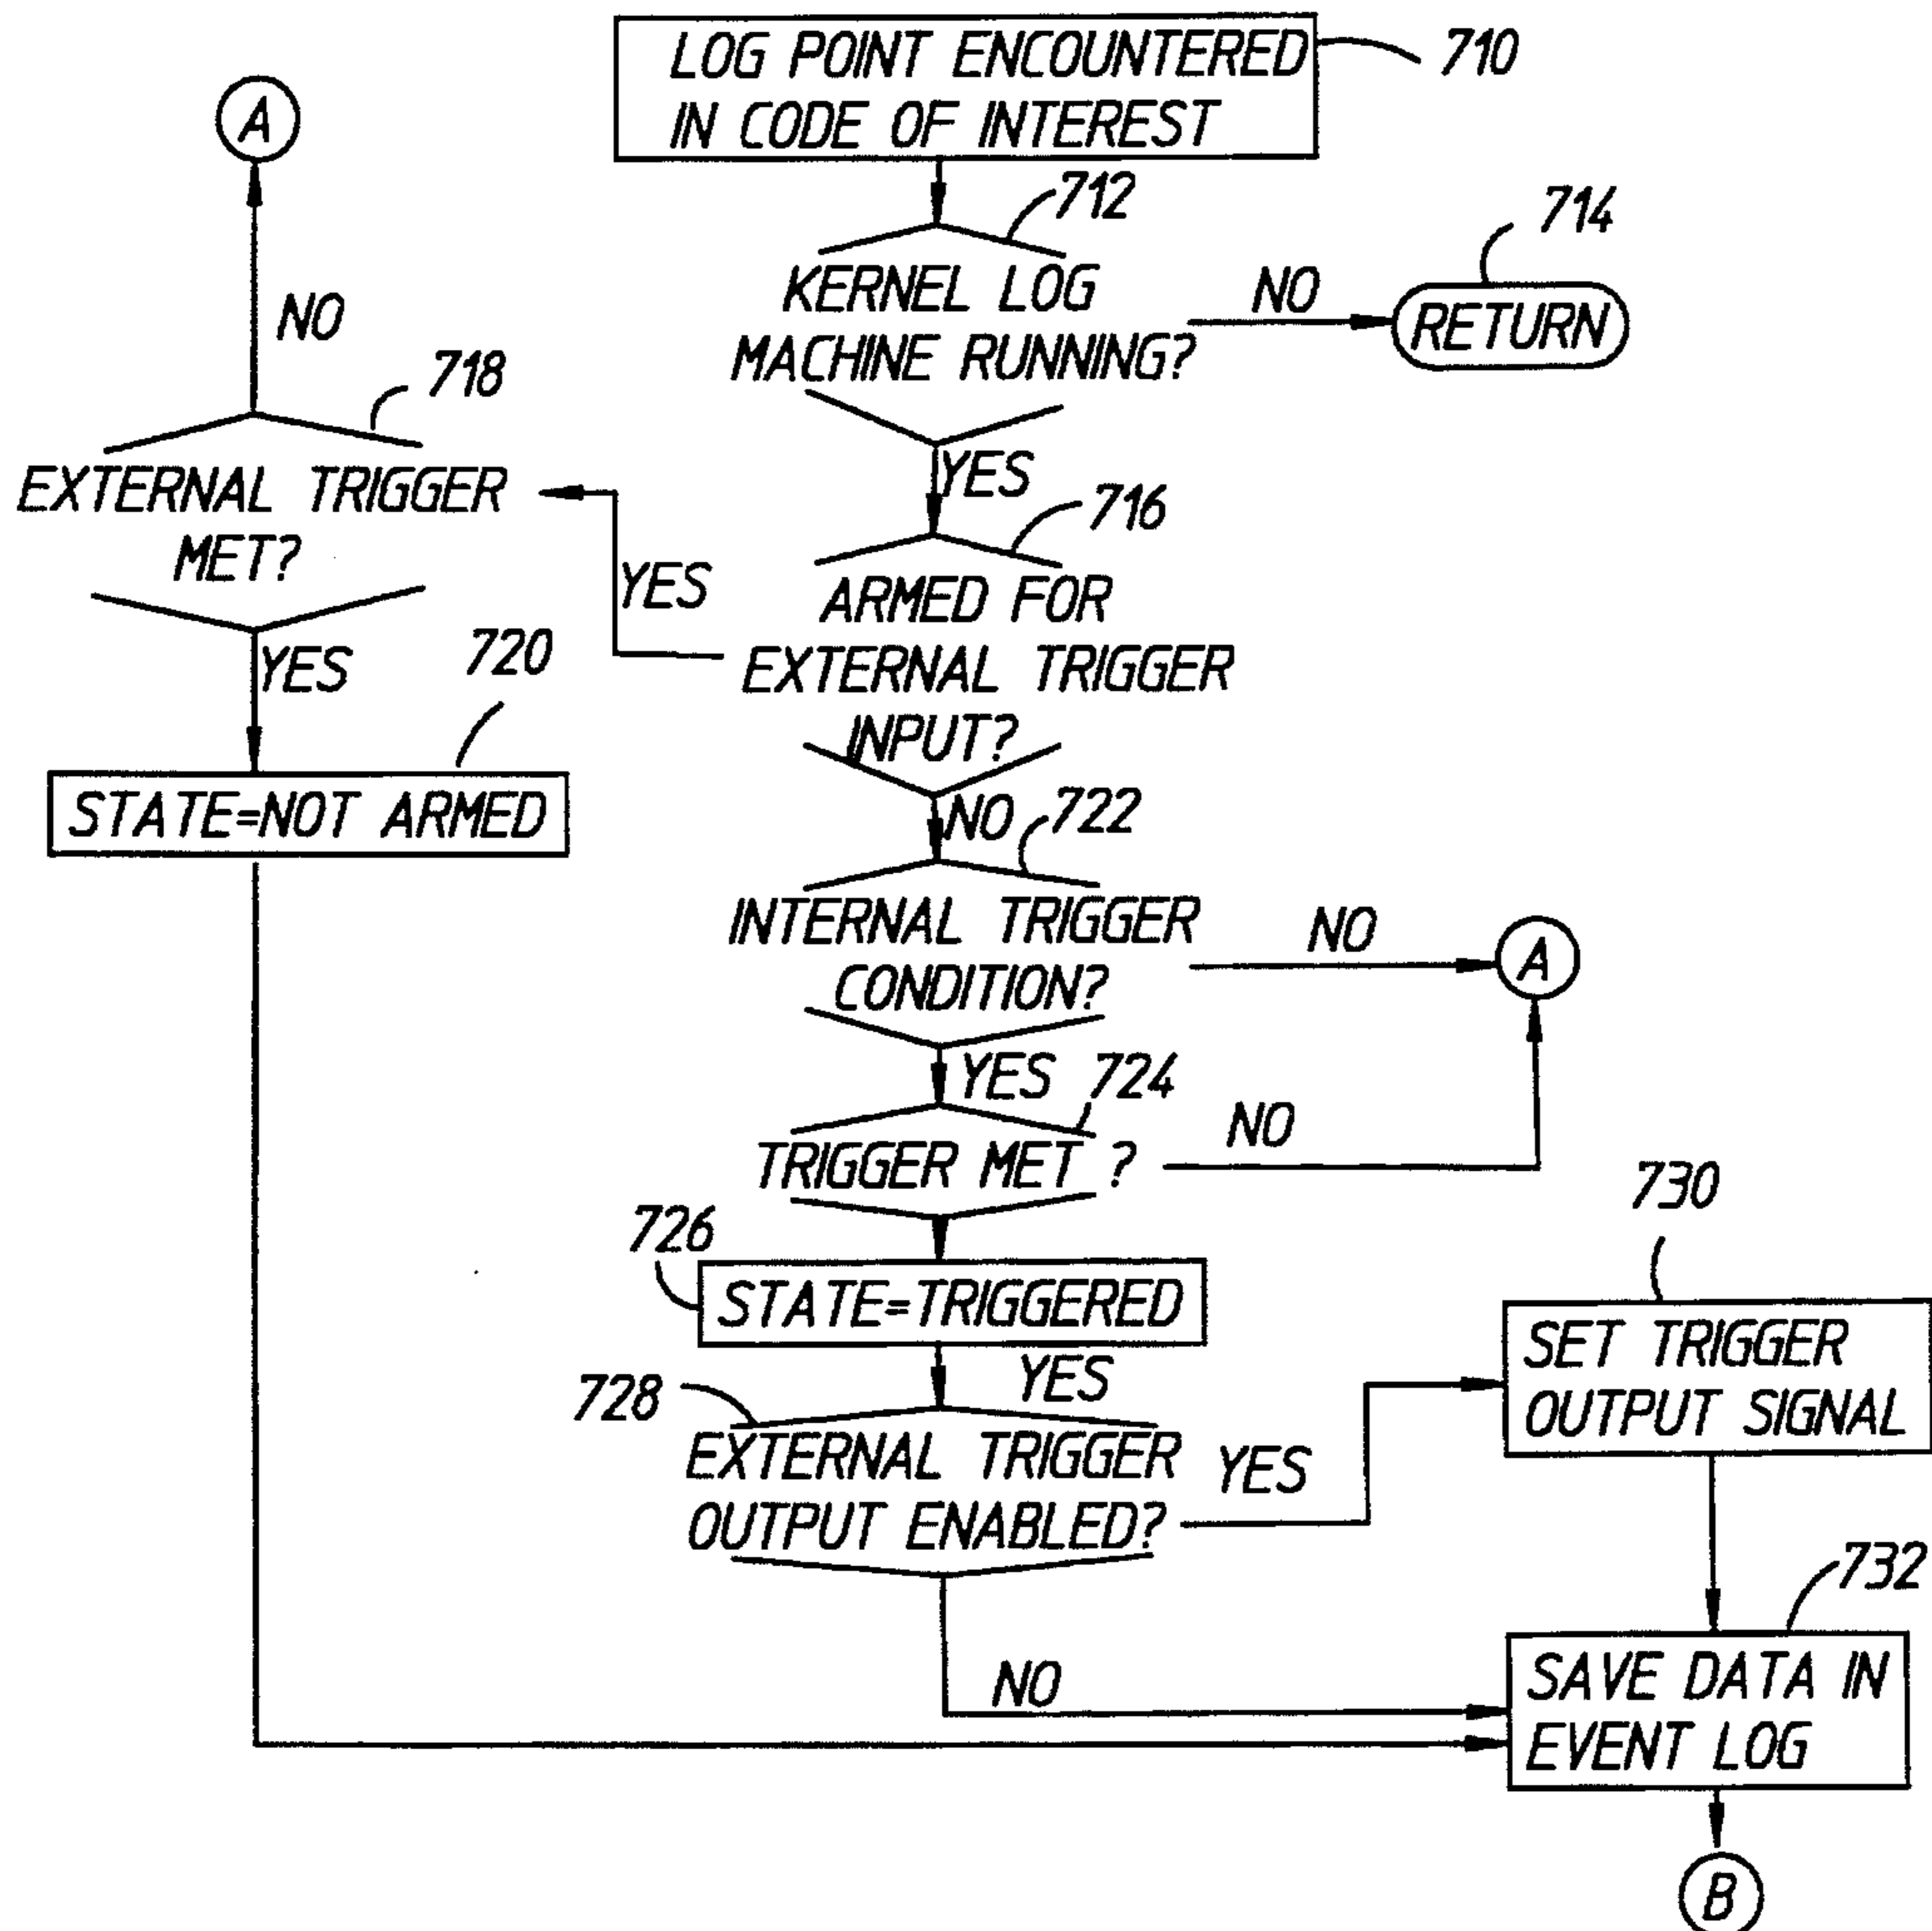 LOG POINT ENCOUNTERED
IN CODE OF INTEREST
710
A
712
KERNEL LOG
MACHINE RUNNING?
NO
714
RETURN
NO
718
EXTERNAL TRIGGER
MET?
YES
YES
716
ARMED FOR
EXTERNAL TRIGGER
INPUT?
YES
720
STATE=NOT ARMED
NO
722
INTERNAL TRIGGER
CONDITION?
NO
A
YES
724
TRIGGER MET ?
NO
726
STATE=TRIGGERED
YES
728
EXTERNAL TRIGGER
OUTPUT ENABLED?
YES
730
SET TRIGGER
OUTPUT SIGNAL
NO
732
SAVE DATA IN
EVENT LOG
B